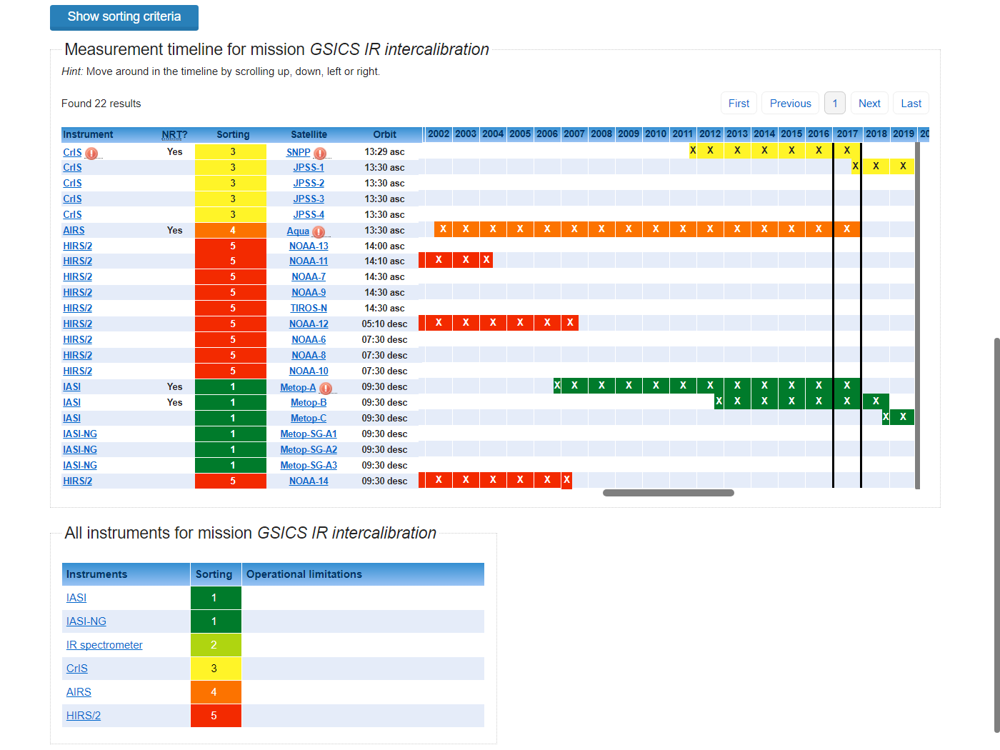 Show sorting criteria
Measurement timeline for mission GSICS IR intercalibration
Hint: Move around in the timeline by scrolling up, down, left or right.
Found 22 results
First Previous 1 Next Last
Instrument NRT? Sorting Satellite Orbit 2002 2003 2004 2005 2006 2007 2008 2009 2010 2011 2012 2013 2014 2015 2016 2017 2018 2019 20
CrIS ! Yes 3 SNPP ! 13:29 asc X X X X X X X
CrIS 3 JPSS-1 13:30 asc X X X
CrIS 3 JPSS-2 13:30 asc
CrIS 3 JPSS-3 13:30 asc
CrIS 3 JPSS-4 13:30 asc
AIRS Yes 4 Aqua ! 13:30 asc X X X X X X X X X X X X X X X X
HIRS/2 5 NOAA-13 14:00 asc
HIRS/2 5 NOAA-11 14:10 asc X X X
HIRS/2 5 NOAA-7 14:30 asc
HIRS/2 5 NOAA-9 14:30 asc
HIRS/2 5 TIROS-N 14:30 asc
HIRS/2 5 NOAA-12 05:10 desc X X X X X X
HIRS/2 5 NOAA-6 07:30 desc
HIRS/2 5 NOAA-8 07:30 desc
HIRS/2 5 NOAA-10 07:30 desc
IASI Yes 1 Metop-A ! 09:30 desc X X X X X X X X X X X X
IASI Yes 1 Metop-B 09:30 desc X X X X X X X
IASI 1 Metop-C 09:30 desc X X
IASI-NG 1 Metop-SG-A1 09:30 desc
IASI-NG 1 Metop-SG-A2 09:30 desc
IASI-NG 1 Metop-SG-A3 09:30 desc
HIRS/2 5 NOAA-14 09:30 desc X X X X X X
All instruments for mission GSICS IR intercalibration
Instruments Sorting Operational limitations
IASI 1
IASI-NG 1
IR spectrometer 2
CrIS 3
AIRS 4
HIRS/2 5